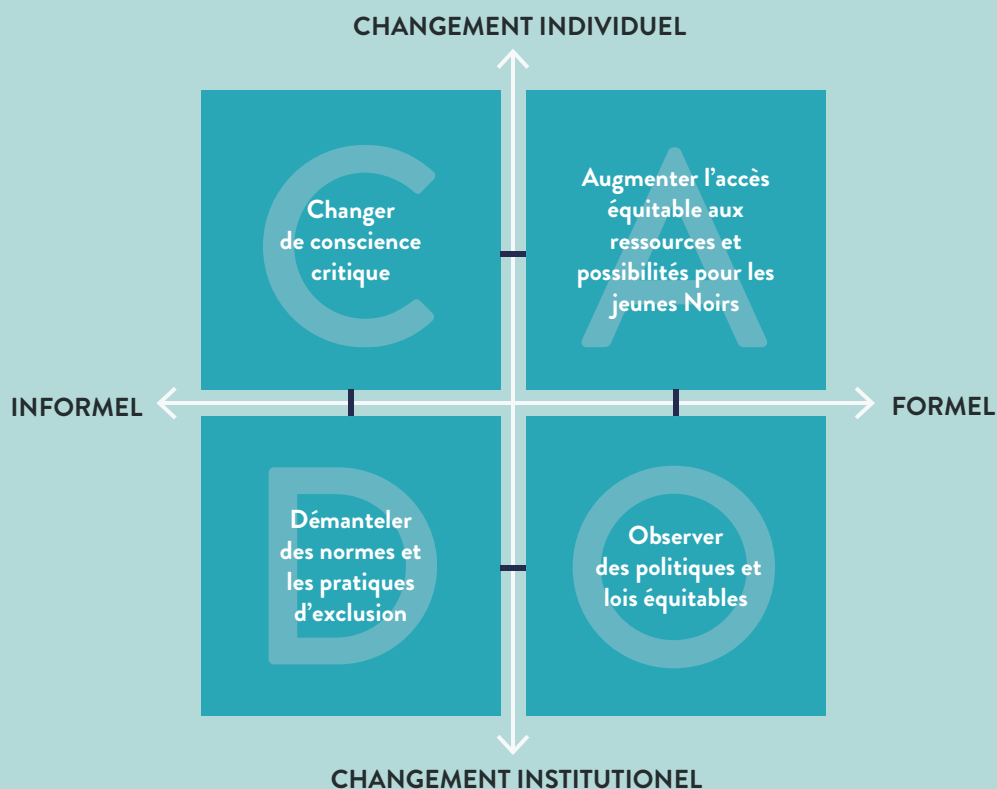 CHANGEMENT INDIVIDUEL
C
Changer
de conscience
critique
A
Augmenter l’accès
équitable aux
ressources et
possibilités pour les
jeunes Noirs
INFORMEL
FORMEL
D
Démanteler
des normes et
les pratiques
d’exclusion
O
Observer
des politiques et
lois équitables
CHANGEMENT INSTITUTIONEL